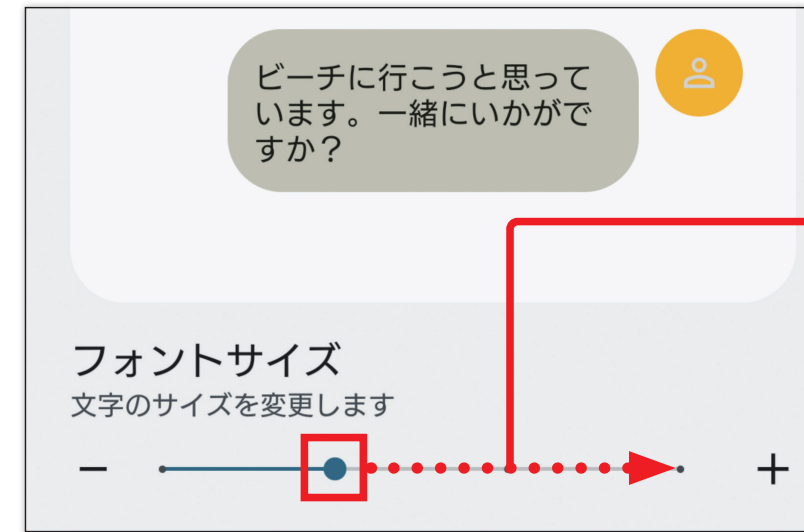 ビーチに行こうと思って
います。一緒にいかがで
すか？
フォントサイズ
文字のサイズを変更します
− +